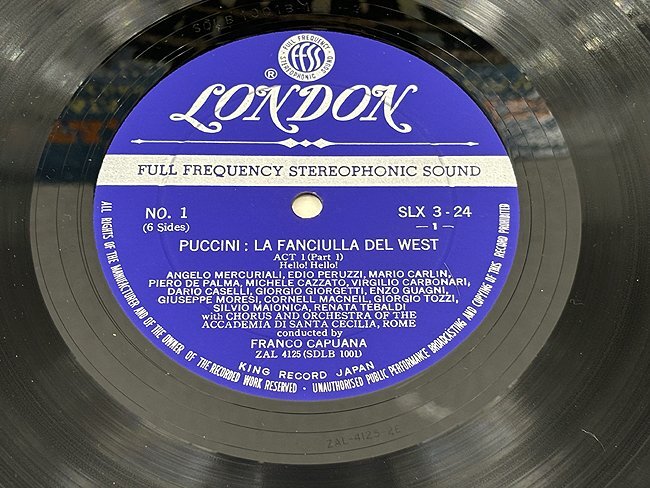 SDLB 1001
FULL FREQUENCY
FFSS
STEREOPHONIC SOUND
®
LONDON
FULL FREQUENCY STEREOPHONIC SOUND
NO. 1
(6 Sides)
SLX 3-24
—1—
PUCCINI : LA FANCIULLA DEL WEST
ACT 1 (Part 1)
Hello! Hello!
ANGELO MERCURIALI, EDIO PERUZZI, MARIO CARLIN,
PIERO DE PALMA, MICHELE CAZZATO, VIRGILIO CARBONARI,
DARIO CASELLI, GIORGIO GIORGETTI, ENZO GUAGNI,
GIUSEPPE MORESI, CORNELL MACNEIL, GIORGIO TOZZI,
SILVIO MAIONICA, RENATA TEBALDI
with CHORUS AND ORCHESTRA OF THE
ACCADEMIA DI SANTA CECILIA, ROME
conducted by
FRANCO CAPUANA
ZAL 4125 (SDLB 1001)
KING RECORD JAPAN
ALL RIGHTS OF THE MANUFACTURER AND OF THE OWNER OF THE RECORDED WORK RESERVED · UNAUTHORISED PUBLIC PERFORMANCE BROADCASTING AND COPYING OF THIS RECORD PROHIBITED
ZAL-4125-2E